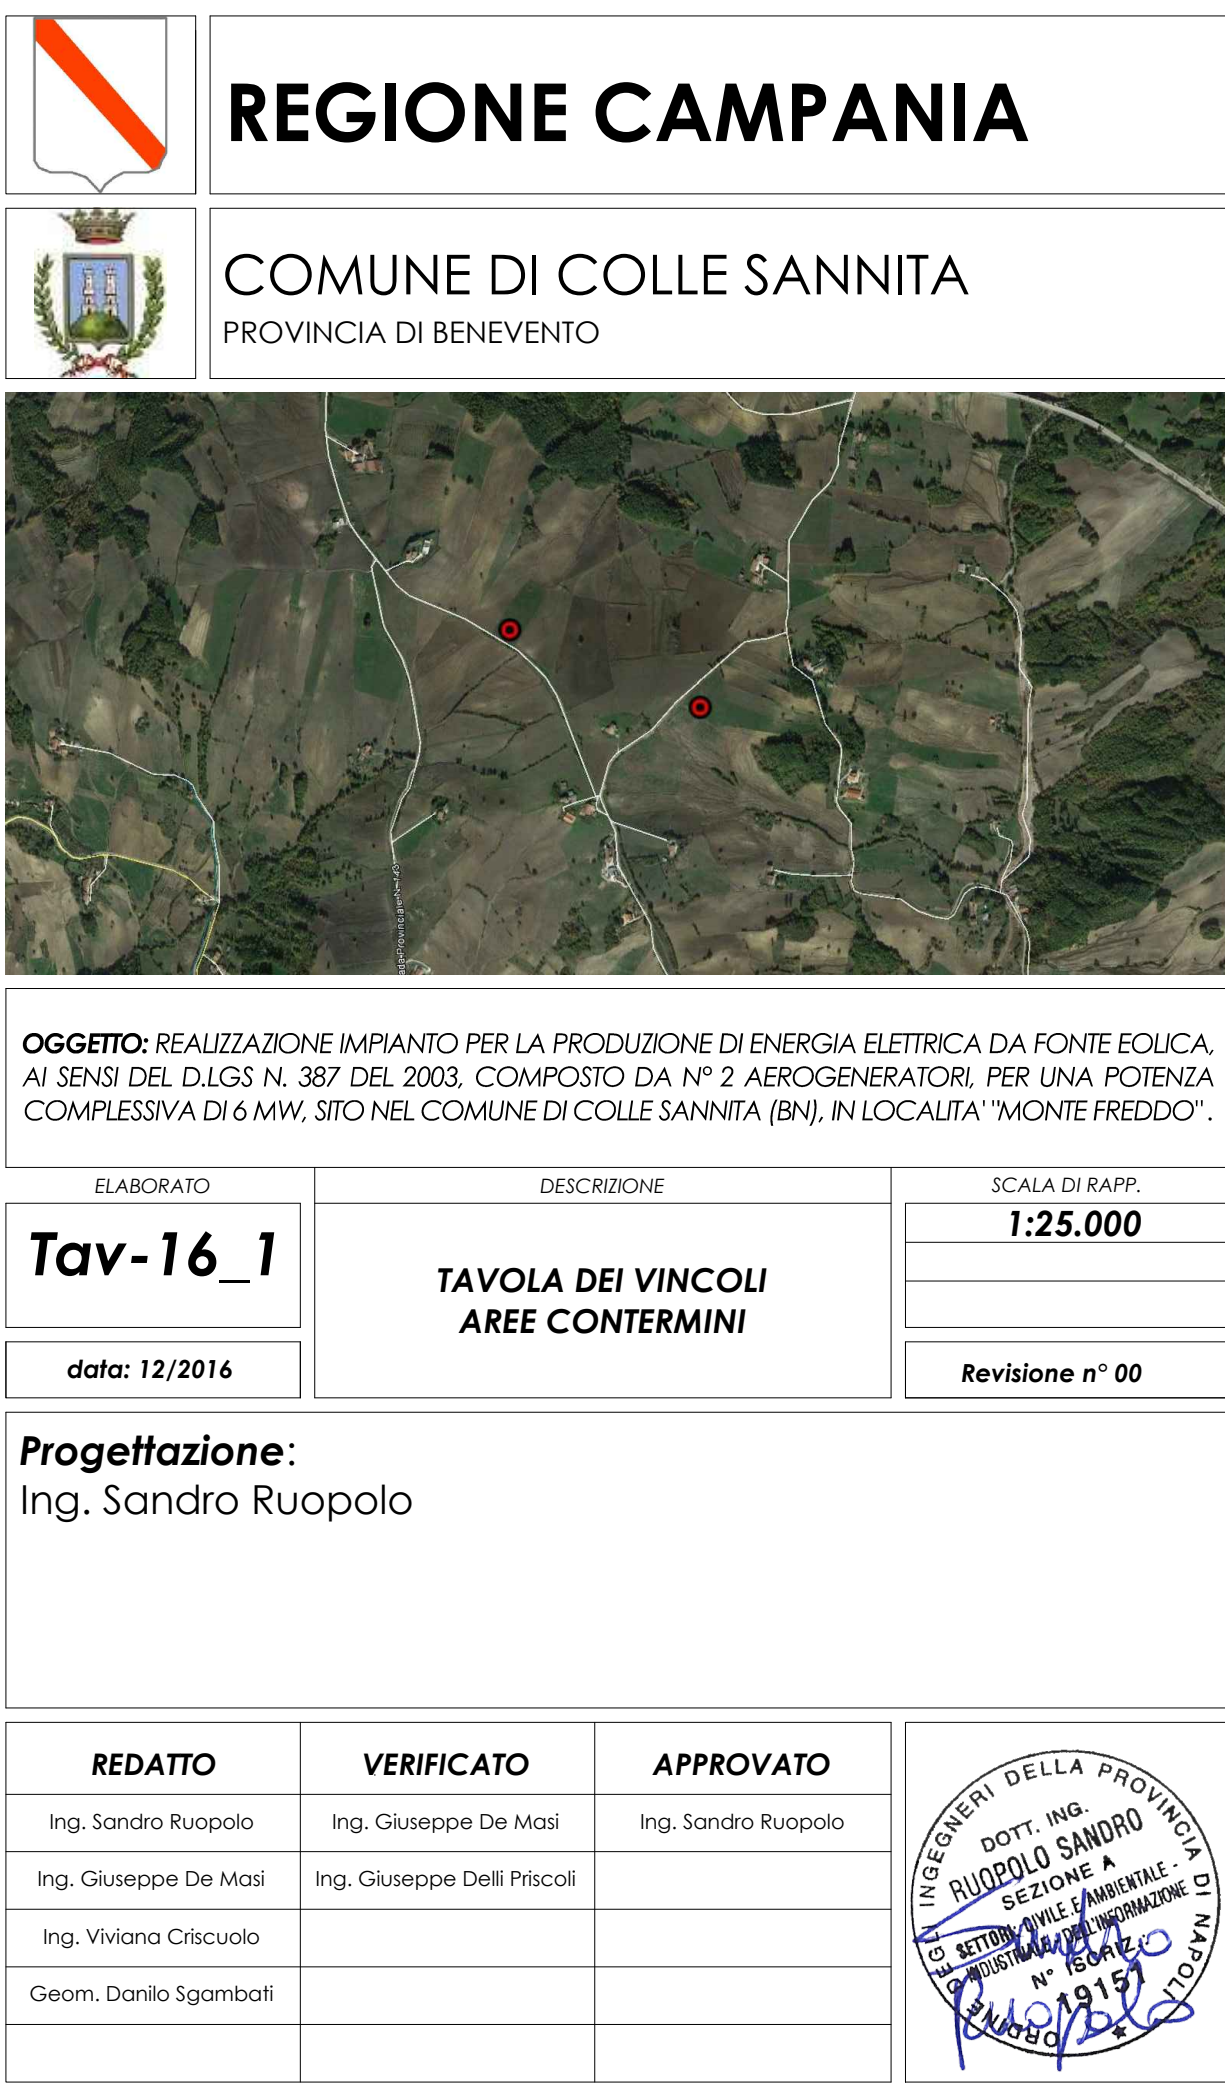 REGIONE CAMPANIA
COMUNE DI COLLE SANNITA
PROVINCIA DI BENEVENTO
ada-Provinciale-N.-143
OGGETTO: REALIZZAZIONE IMPIANTO PER LA PRODUZIONE DI ENERGIA ELETTRICA DA FONTE EOLICA,
AI SENSI DEL D.LGS N. 387 DEL 2003, COMPOSTO DA N° 2 AEROGENERATORI, PER UNA POTENZA
COMPLESSIVA DI 6 MW, SITO NEL COMUNE DI COLLE SANNITA (BN), IN LOCALITA' "MONTE FREDDO".
ELABORATO
DESCRIZIONE
SCALA DI RAPP.
Tav-16_1
TAVOLA DEI VINCOLI
AREE CONTERMINI
1:25.000
data: 12/2016
Revisione n° 00
Progettazione:
Ing. Sandro Ruopolo
REDATTO
VERIFICATO
APPROVATO
Ing. Sandro Ruopolo
Ing. Giuseppe De Masi
Ing. Sandro Ruopolo
Ing. Giuseppe De Masi
Ing. Giuseppe Delli Priscoli
Ing. Viviana Criscuolo
Geom. Danilo Sgambati
ORDINE DEGLI INGEGNERI DELLA PROVINCIA DI NAPOLI
DOTT. ING.
RUOPOLO SANDRO
SEZIONE A
SETTORI: CIVILE E AMBIENTALE -
INDUSTRIALE - DELL'INFORMAZIONE
N° ISCRIZ.:
19151
Sandro
Ruopolo